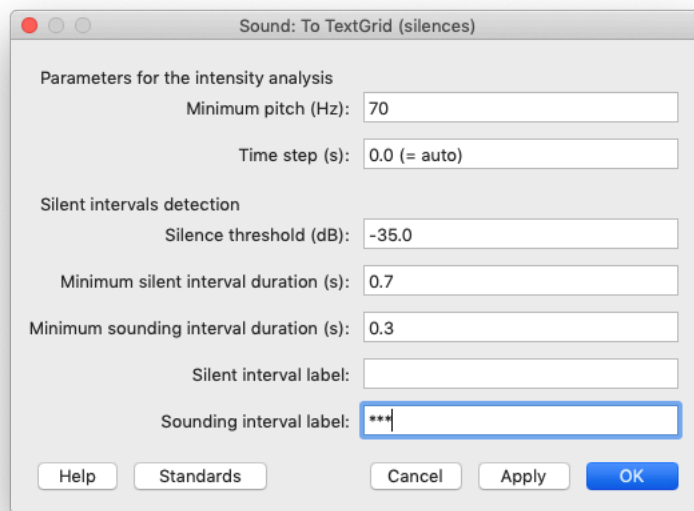 Sound: To TextGrid (silences)
Parameters for the intensity analysis
Minimum pitch (Hz): 70
Time step (s): 0.0 (= auto)
Silent intervals detection
Silence threshold (dB): -35.0
Minimum silent interval duration (s): 0.7
Minimum sounding interval duration (s): 0.3
Silent interval label:
Sounding interval label: ***
Help Standards Cancel Apply OK